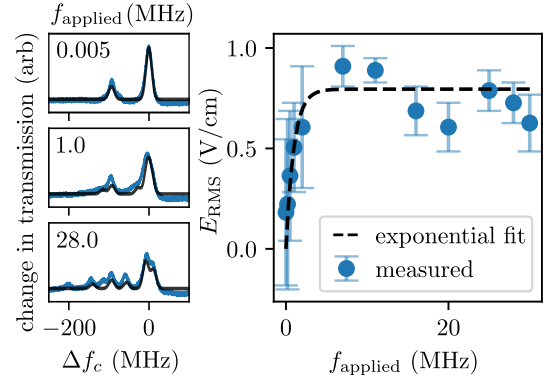 f_applied (MHz)
change in transmission (arb)
0.005
1.0
28.0
−200 0
Δf_c (MHz)
E_RMS (V/cm)
1.0
0.5
0.0
exponential fit
measured
0 20
f_applied (MHz)